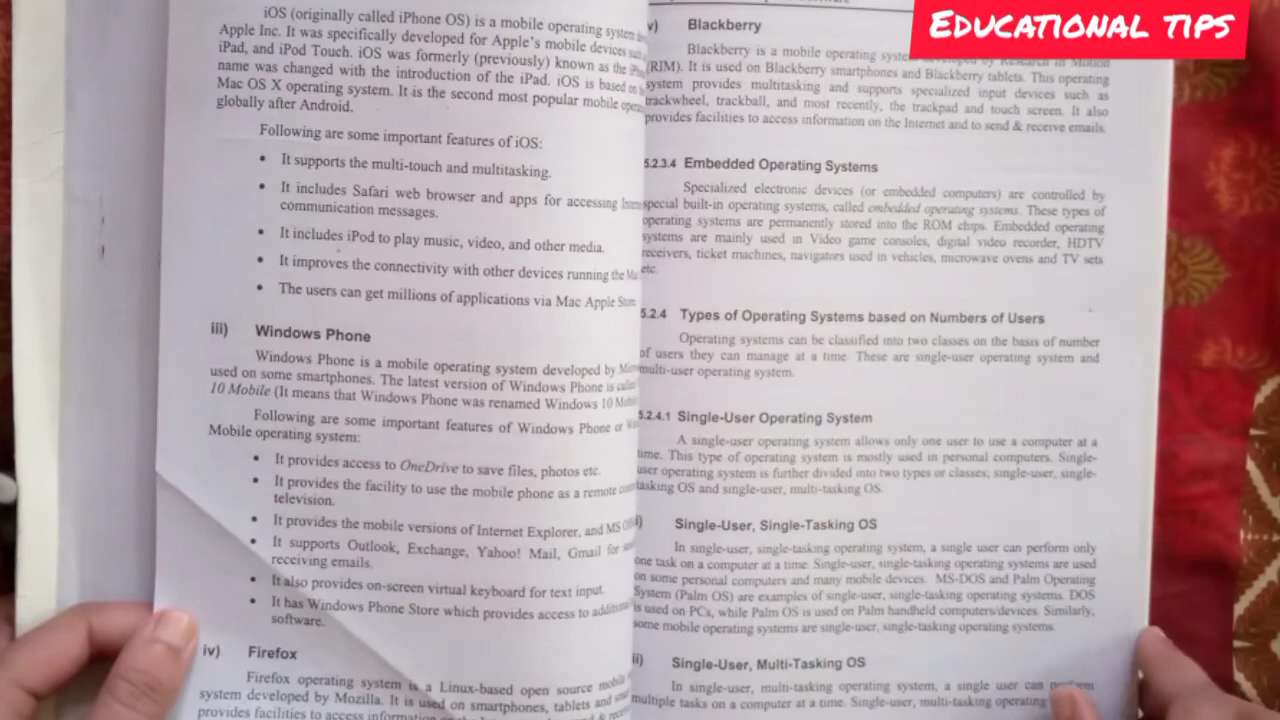 iOS (originally called iPhone OS) is a mobile operating system
Apple Inc. It was specifically developed for Apple's mobile devices
iPad, and iPod Touch. iOS was formerly (previously) known as the
name was changed with the introduction of the iPad. iOS is based on
Mac OS X operating system. It is the second most popular mobile
globally after Android.
Following are some important features of iOS:
• It supports the multi-touch and multitasking.
• It includes Safari web browser and apps for accessing
communication messages.
• It includes iPod to play music, video, and other media.
• It improves the connectivity with other devices running the
• The users can get millions of applications via Mac Apple
iii) Windows Phone
Windows Phone is a mobile operating system developed by
used on some smartphones. The latest version of Windows Phone is
10 Mobile (It means that Windows Phone was renamed Windows 10
Following are some important features of Windows Phone or
Mobile operating system:
• It provides access to OneDrive to save files, photos etc.
• It provides the facility to use the mobile phone as a remote
television.
• It provides the mobile versions of Internet Explorer, and MS
• It supports Outlook, Exchange, Yahoo! Mail, Gmail for
receiving emails.
• It also provides on-screen virtual keyboard for text input.
• It has Windows Phone Store which provides access to
software.
iv) Firefox
Firefox operating system is a Linux-based open source
system developed by Mozilla. It is used on smartphones, tablets and
provides facilities to access
EDUCATIONAL TIPS
v) Blackberry
Blackberry is a mobile operating developed by Research in Motion
(RIM). It is used on Blackberry smartphones and Blackberry tablets. This operating
system provides multitasking and supports specialized input devices such as
trackwheel, trackball, and most recently, the trackpad and touch screen. It also
provides facilities to access information on the Internet and to send & receive emails.
5.2.3.4 Embedded Operating Systems
Specialized electronic devices (or embedded computers) are controlled by
special built-in operating systems, called embedded operating systems. These types of
operating systems are permanently stored into the ROM chips. Embedded operating
systems are mainly used in Video game consoles, digital video recorder, HDTV
receivers, ticket machines, navigators used in vehicles, microwave ovens and TV sets
etc.
5.2.4 Types of Operating Systems based on Numbers of Users
Operating systems can be classified into two classes on the basis of number
of users they can manage at a time. These are single-user operating system and
multi-user operating system.
5.2.4.1 Single-User Operating System
A single-user operating system allows only one user to use a computer at a
time. This type of operating system is mostly used in personal computers. Single-
user operating system is further divided into two types or classes; single-user, single-
tasking OS and single-user, multi-tasking OS.
Single-User, Single-Tasking OS
In single-user, single-tasking operating system, a single user can perform only
one task on a computer at a time. Single-user, single-tasking operating systems are used
on some personal computers and many mobile devices. MS-DOS and Palm Operating
System (Palm OS) are examples of single-user, single-tasking operating systems. DOS
is used on PCs, while Palm OS is used on Palm handheld computers/devices. Similarly,
some mobile operating systems are single-user, single-tasking operating systems.
ii) Single-User, Multi-Tasking OS
In single-user, multi-tasking operating system, a single user can
multiple tasks on a computer at a time. Single-user, multi-tasking operating